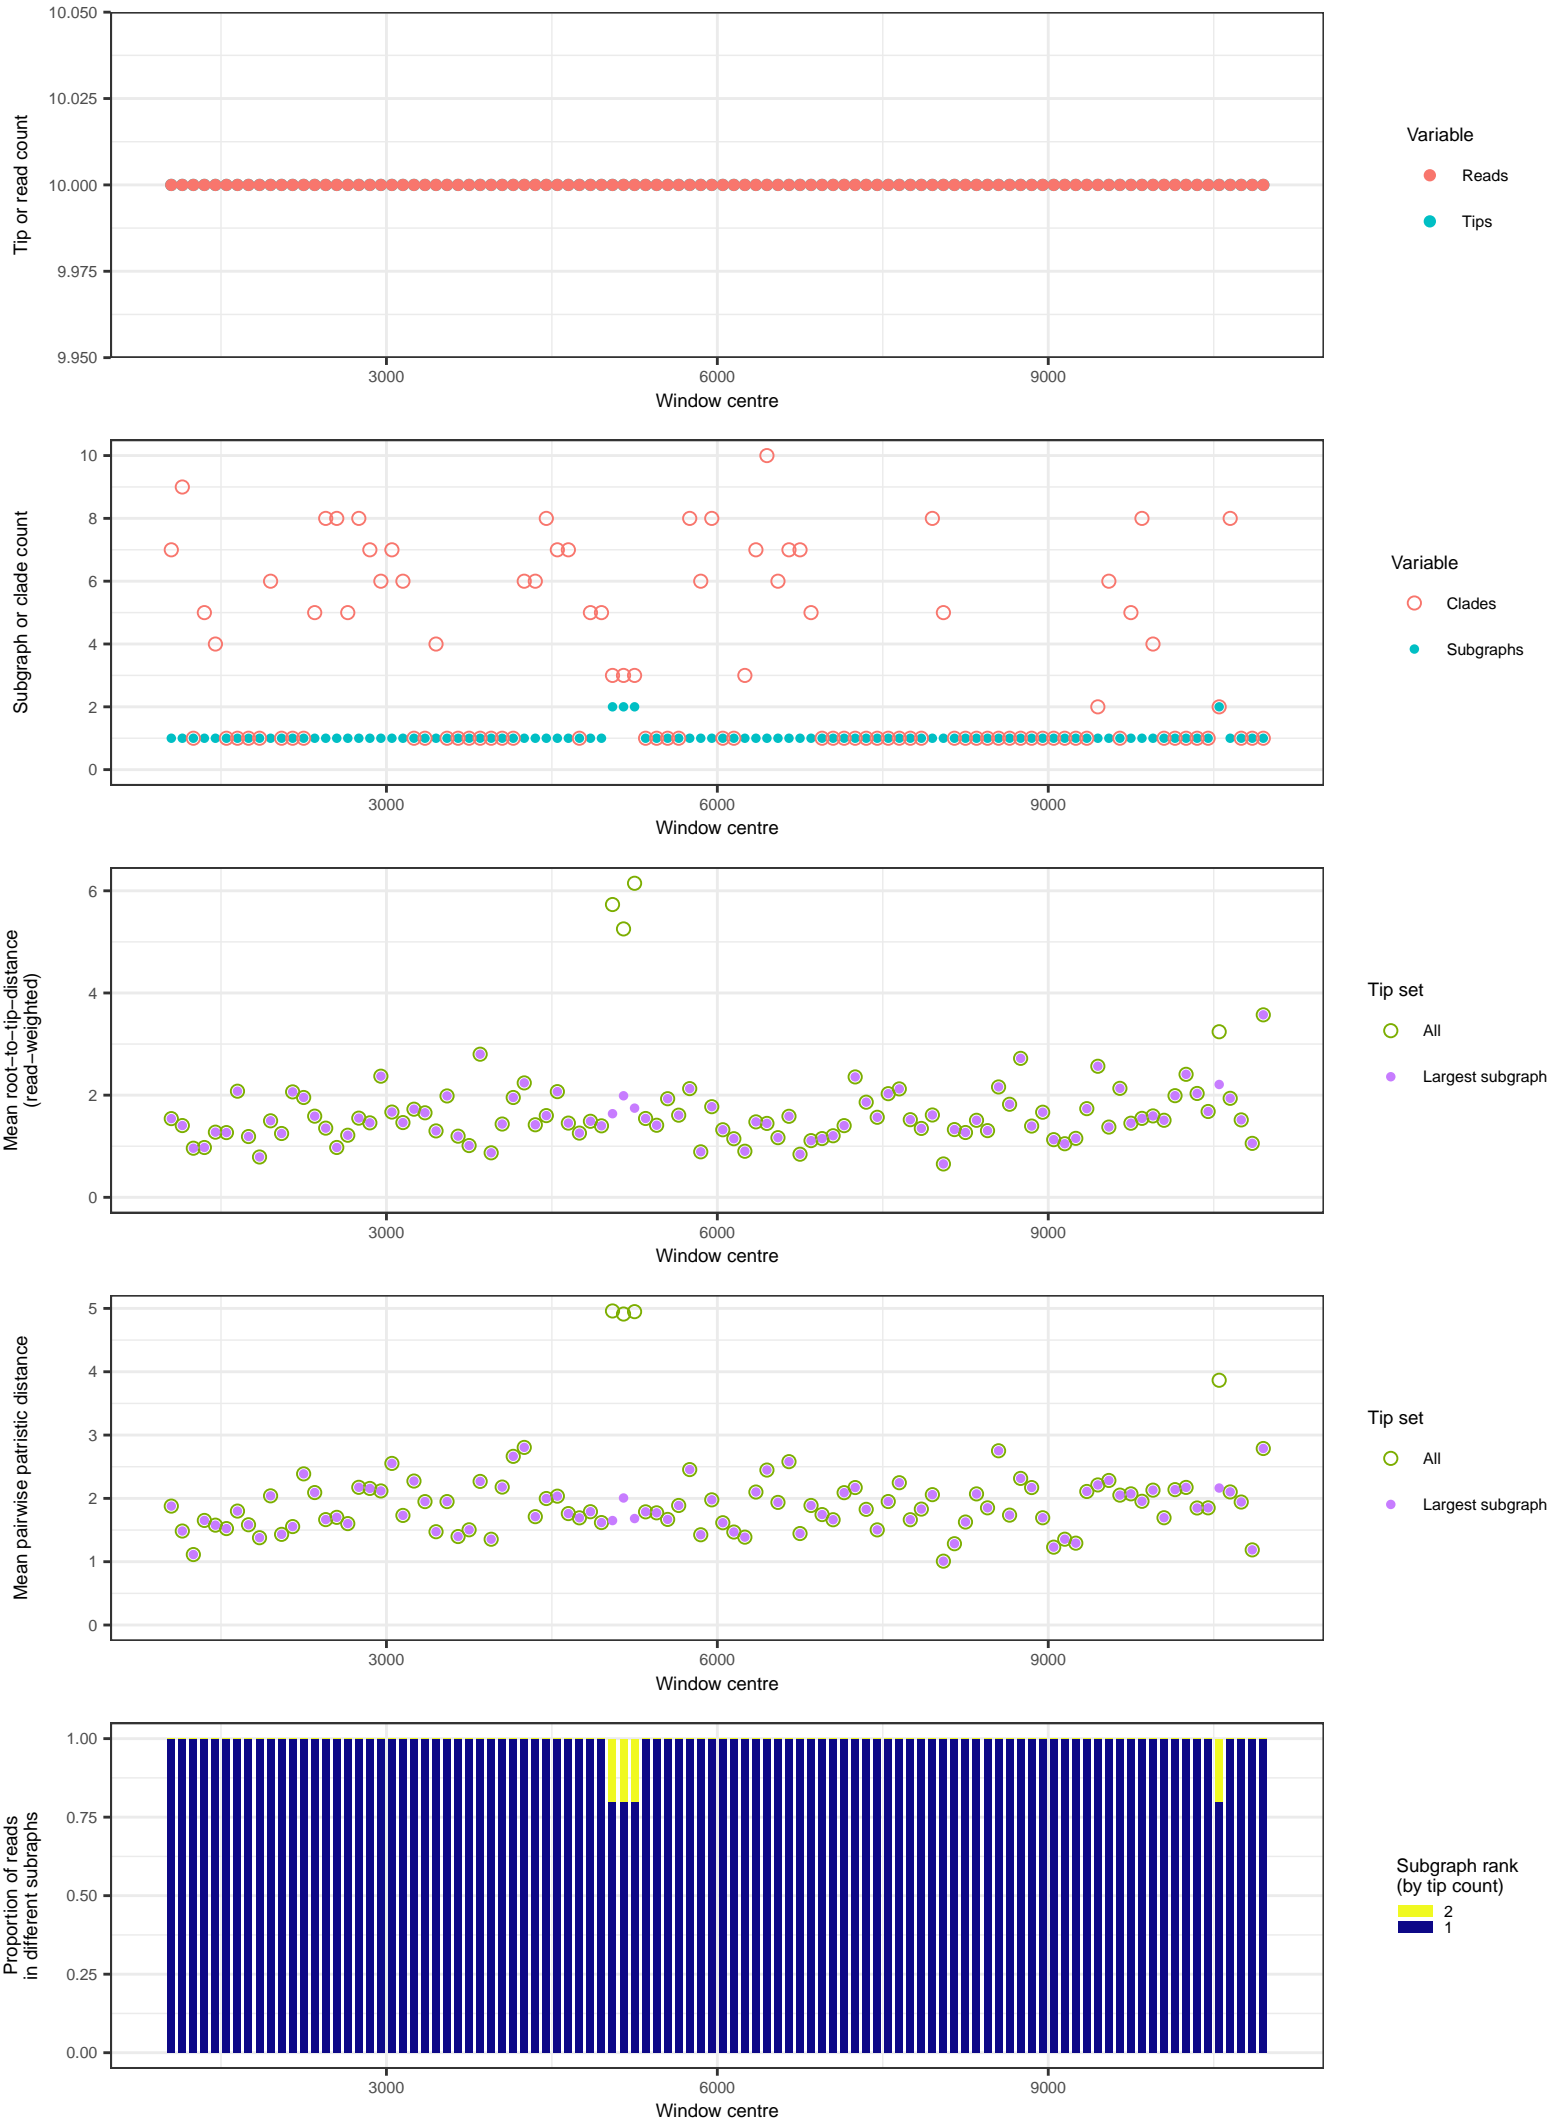 10.050
10.025
10.000
9.975
9.950
Tip or read count
3000 6000 9000
Window centre
Variable
Reads
Tips
10
8
6
4
2
0
Subgraph or clade count
3000 6000 9000
Window centre
Variable
Clades
Subgraphs
6
4
2
0
Mean root−to−tip−distance
(read−weighted)
3000 6000 9000
Window centre
Tip set
All
Largest subgraph
5
4
3
2
1
0
Mean pairwise patristic distance
3000 6000 9000
Window centre
Tip set
All
Largest subgraph
1.00
0.75
0.50
0.25
0.00
Proportion of reads
in different subraphs
3000 6000 9000
Window centre
Subgraph rank
(by tip count)
2
1